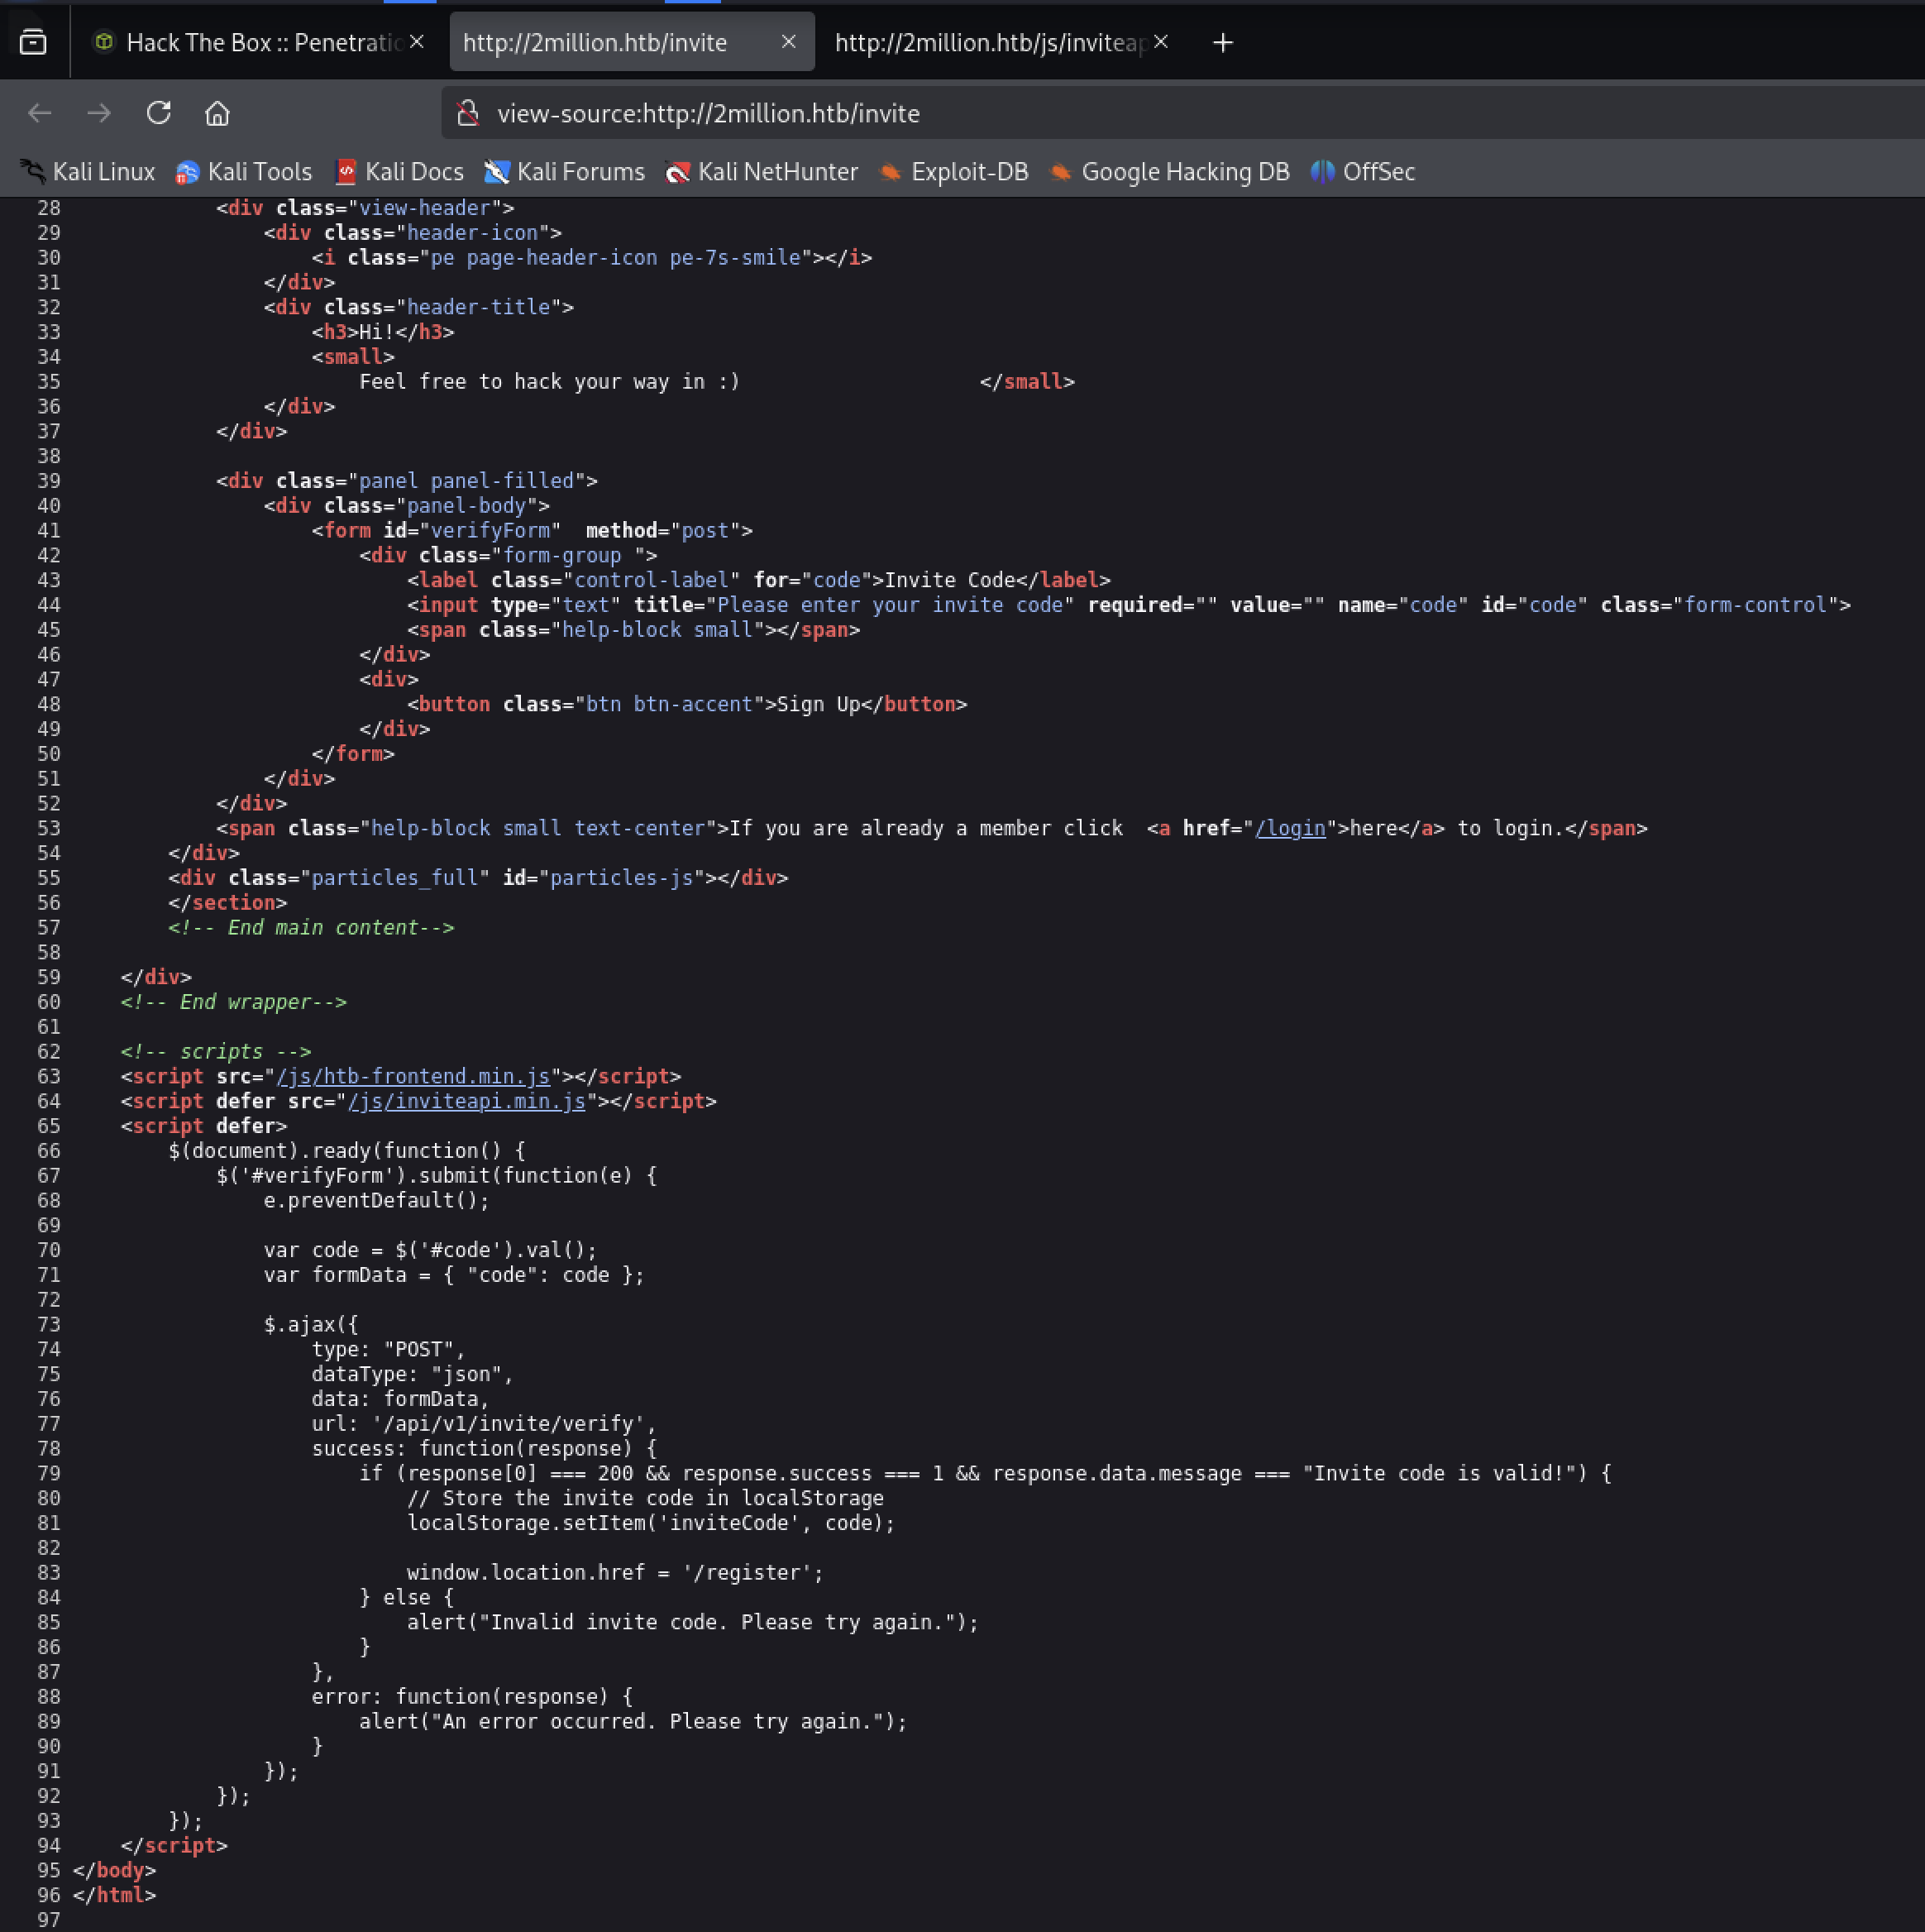 Hack The Box :: Penetratio
http://2million.htb/invite
http://2million.htb/js/inviteap
view-source:http://2million.htb/invite
Kali Linux Kali Tools Kali Docs Kali Forums Kali NetHunter Exploit-DB Google Hacking DB OffSec
28             <div class="view-header">
29                 <div class="header-icon">
30                     <i class="pe page-header-icon pe-7s-smile"></i>
31                 </div>
32                 <div class="header-title">
33                     <h3>Hi!</h3>
34                     <small>
35                         Feel free to hack your way in :)                    </small>
36                 </div>
37             </div>
38
39             <div class="panel panel-filled">
40                 <div class="panel-body">
41                     <form id="verifyForm"  method="post">
42                         <div class="form-group ">
43                             <label class="control-label" for="code">Invite Code</label>
44                             <input type="text" title="Please enter your invite code" required="" value="" name="code" id="code" class="form-control">
45                             <span class="help-block small"></span>
46                         </div>
47                         <div>
48                             <button class="btn btn-accent">Sign Up</button>
49                         </div>
50                     </form>
51                 </div>
52             </div>
53             <span class="help-block small text-center">If you are already a member click  <a href="/login">here</a> to login.</span>
54         </div>
55         <div class="particles_full" id="particles-js"></div>
56         </section>
57         <!-- End main content-->
58
59     </div>
60     <!-- End wrapper-->
61
62     <!-- scripts -->
63     <script src="/js/htb-frontend.min.js"></script>
64     <script defer src="/js/inviteapi.min.js"></script>
65     <script defer>
66         $(document).ready(function() {
67             $('#verifyForm').submit(function(e) {
68                 e.preventDefault();
69
70                 var code = $('#code').val();
71                 var formData = { "code": code };
72
73                 $.ajax({
74                     type: "POST",
75                     dataType: "json",
76                     data: formData,
77                     url: '/api/v1/invite/verify',
78                     success: function(response) {
79                         if (response[0] === 200 && response.success === 1 && response.data.message === "Invite code is valid!") {
80                             // Store the invite code in localStorage
81                             localStorage.setItem('inviteCode', code);
82
83                             window.location.href = '/register';
84                         } else {
85                             alert("Invalid invite code. Please try again.");
86                         }
87                     },
88                     error: function(response) {
89                         alert("An error occurred. Please try again.");
90                     }
91                 });
92             });
93         });
94     </script>
95 </body>
96 </html>
97